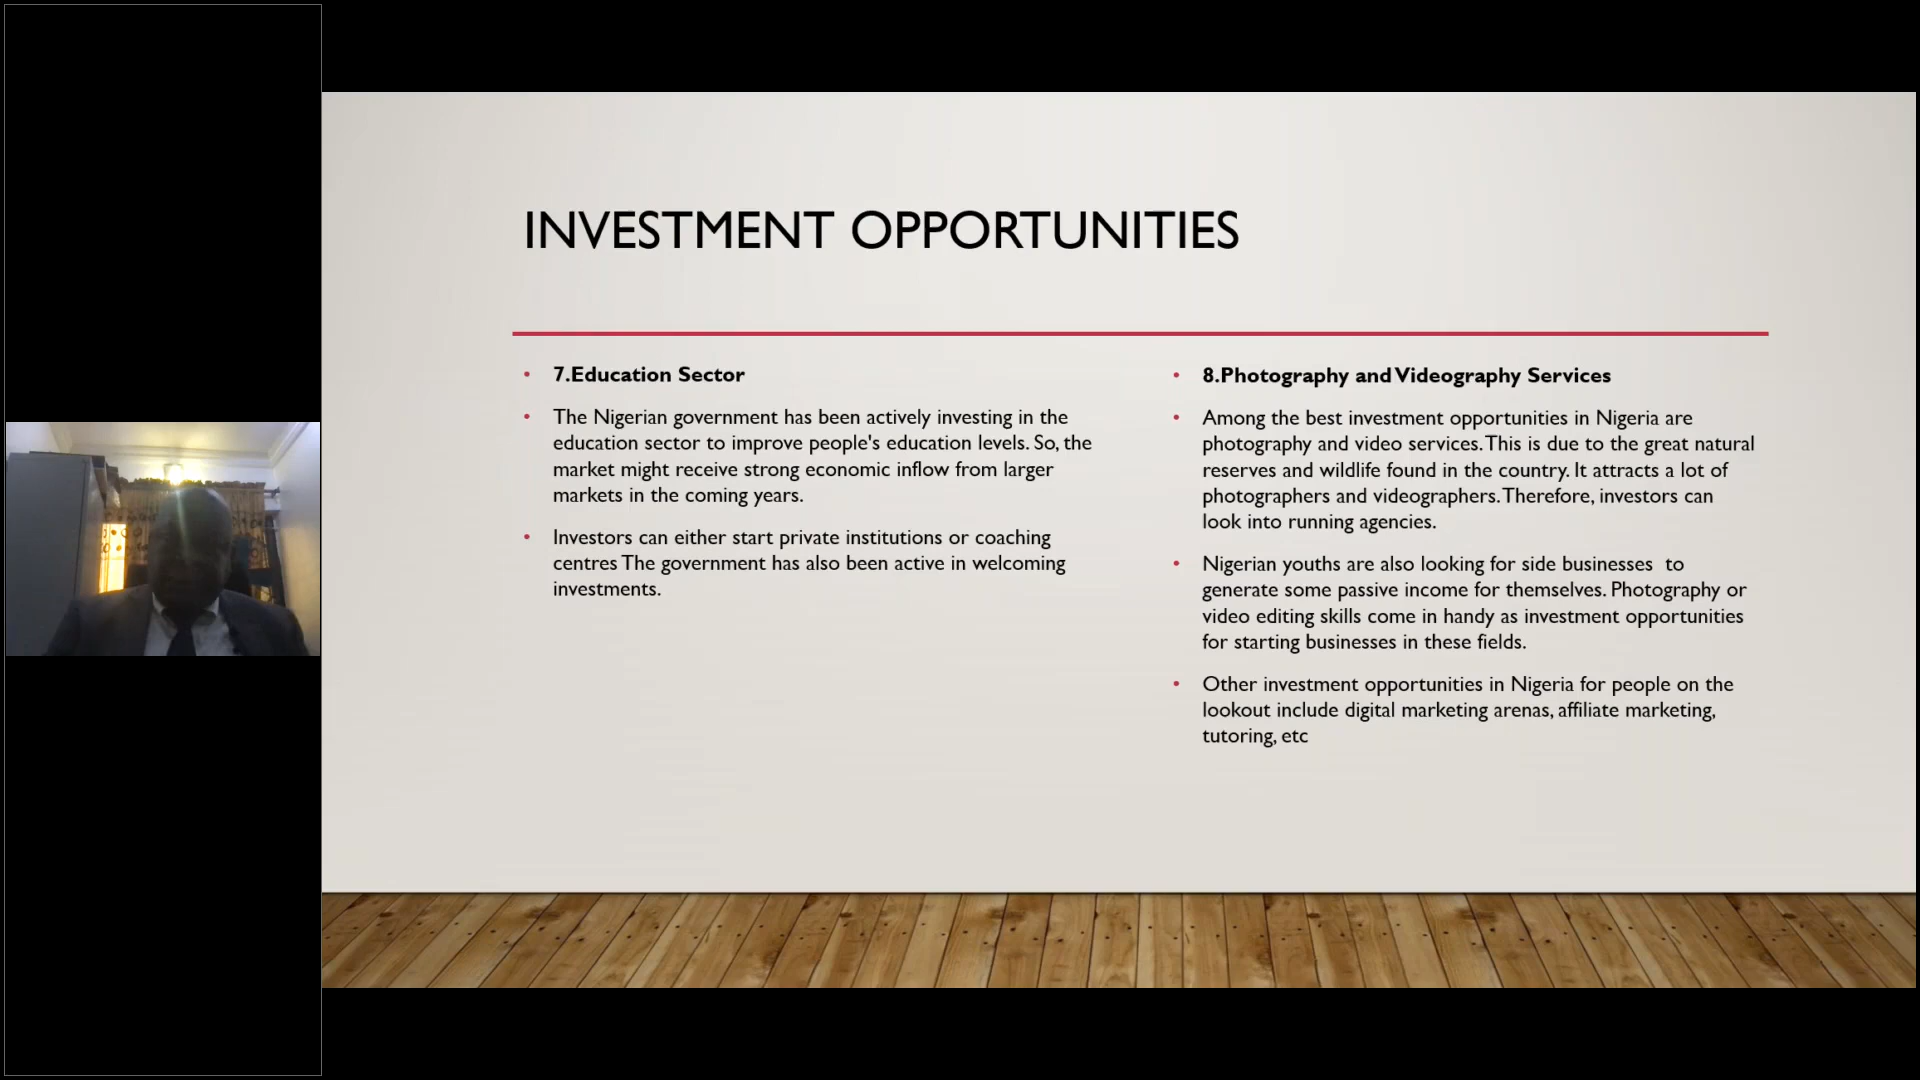 INVESTMENT OPPORTUNITIES
• 7.Education Sector
• The Nigerian government has been actively investing in the
education sector to improve people's education levels. So, the
market might receive strong economic inflow from larger
markets in the coming years.
• Investors can either start private institutions or coaching
centres The government has also been active in welcoming
investments.
• 8.Photography and Videography Services
• Among the best investment opportunities in Nigeria are
photography and video services. This is due to the great natural
reserves and wildlife found in the country. It attracts a lot of
photographers and videographers. Therefore, investors can
look into running agencies.
• Nigerian youths are also looking for side businesses  to
generate some passive income for themselves. Photography or
video editing skills come in handy as investment opportunities
for starting businesses in these fields.
• Other investment opportunities in Nigeria for people on the
lookout include digital marketing arenas, affiliate marketing,
tutoring, etc